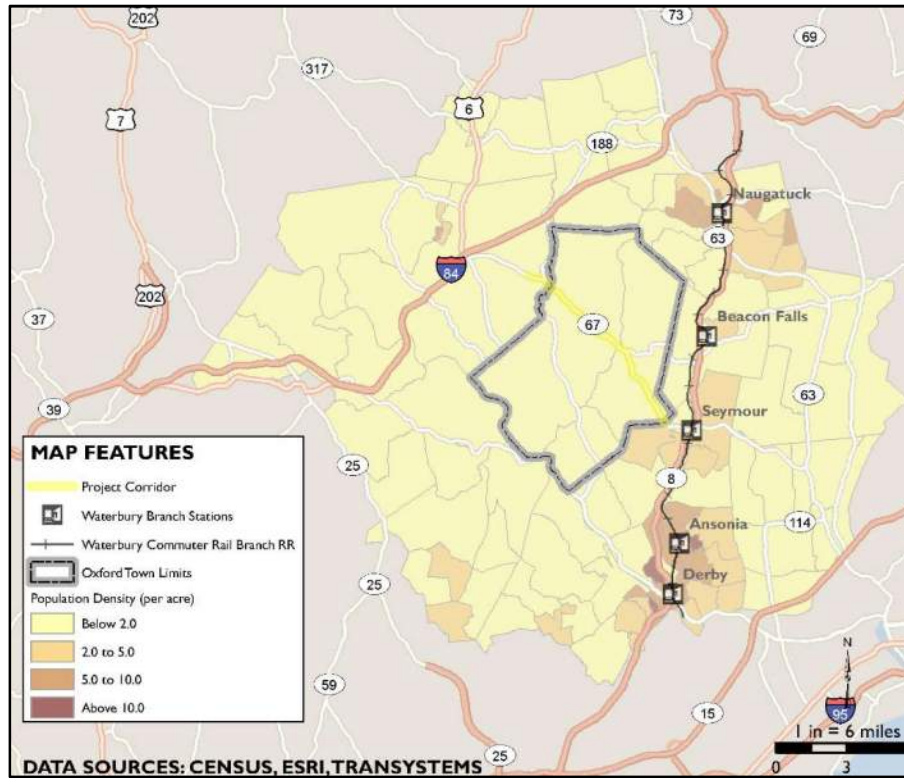 202
73
69
317
7
6
188
Naugatuck
63
84
202
67
Beacon Falls
37
63
39
Seymour
MAP FEATURES
Project Corridor
Waterbury Branch Stations
Waterbury Commuter Rail Branch RR
Oxford Town Limits
Population Density (per acre)
Below 2.0
2.0 to 5.0
5.0 to 10.0
Above 10.0
25
8
Ansonia
114
Derby
25
59
15
25
N
95
1 in = 6 miles
0 3
DATA SOURCES: CENSUS, ESRI, TRANSYSTEMS